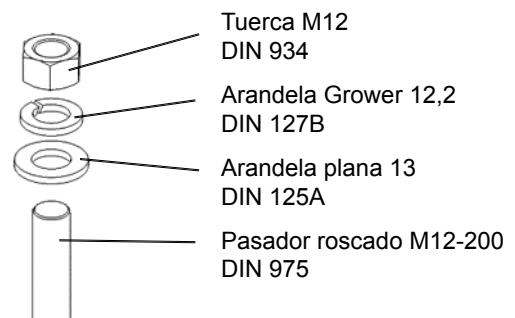 Tuerca M12
DIN 934
Arandela Grower 12,2
DIN 127B
Arandela plana 13
DIN 125A
Pasador roscado M12-200
DIN 975